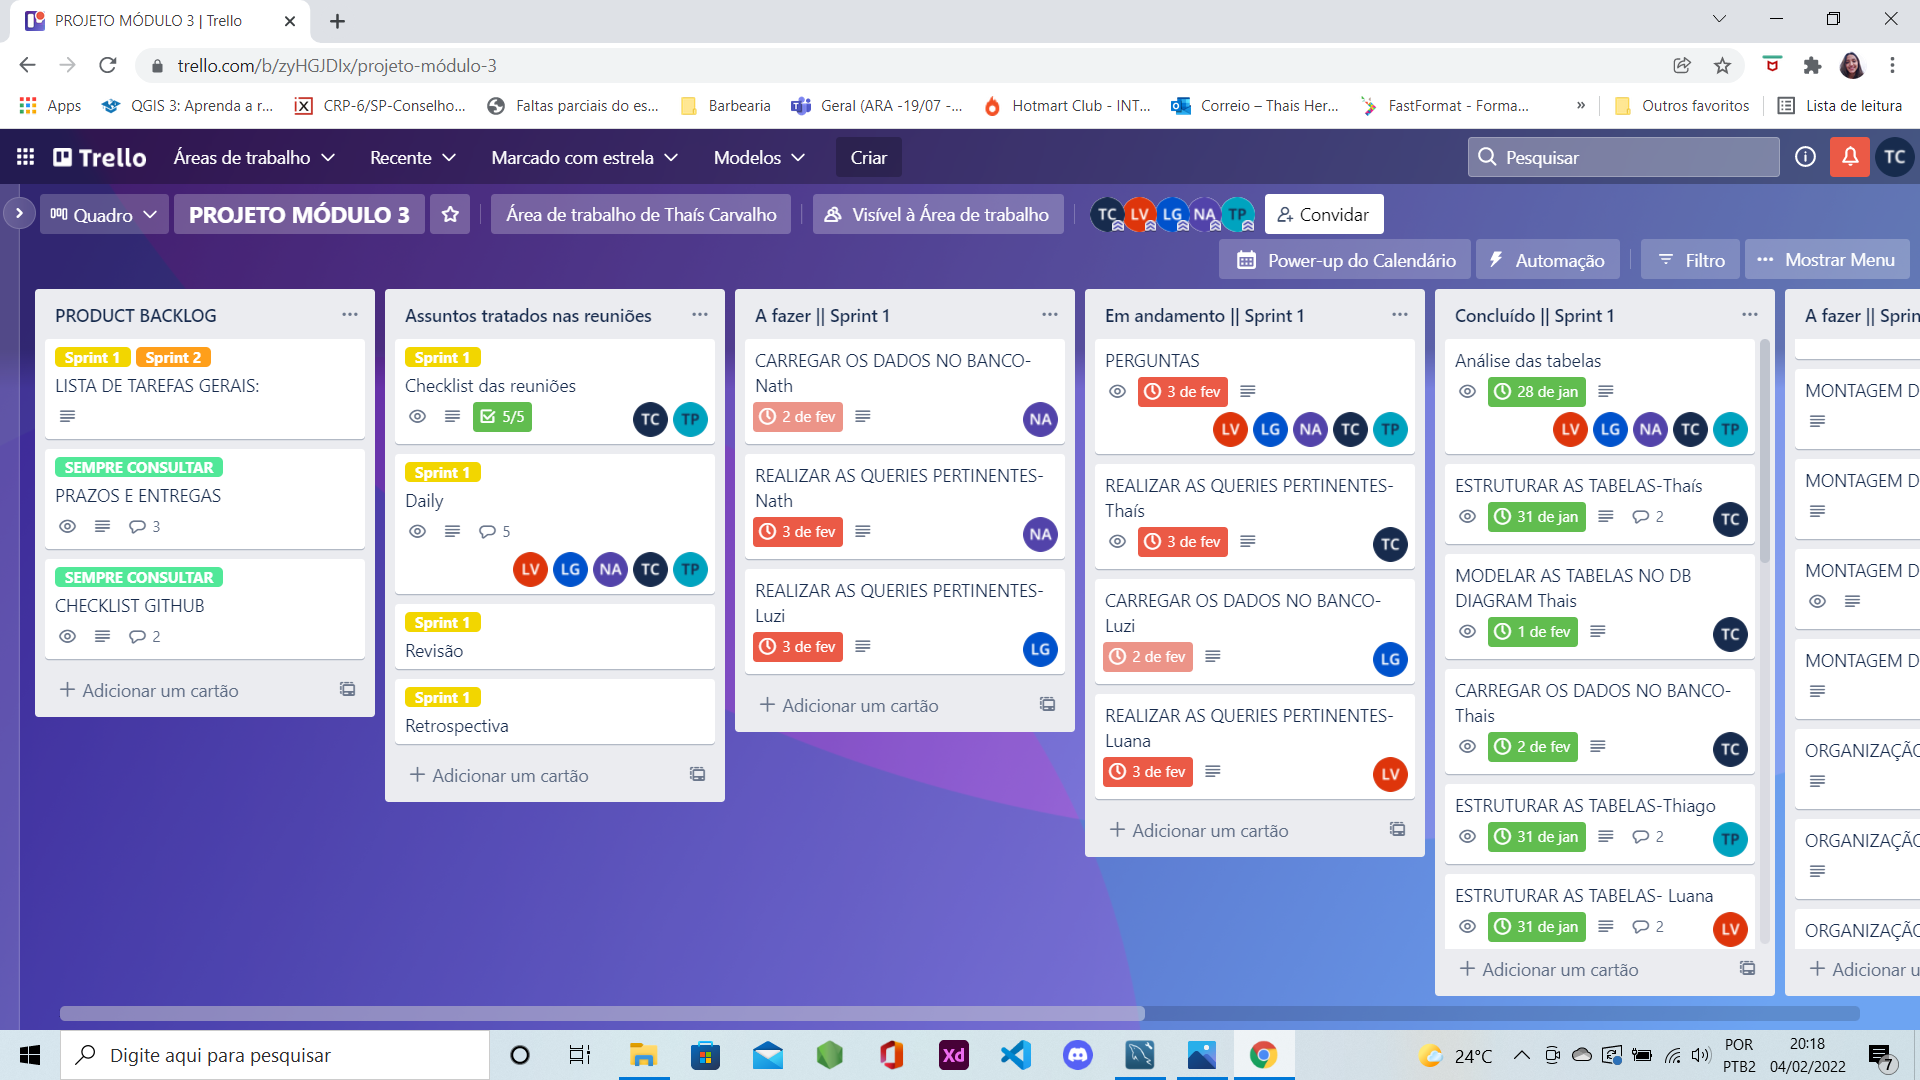 PROJETO MÓDULO 3 | Trello
trello.com/b/zyHGJDIx/projeto-módulo-3
Apps
QGIS 3: Aprenda a r...
CRP-6/SP-Conselho...
Faltas parciais do es...
Barbearia
Geral (ARA -19/07 -...
Hotmart Club - INT...
Correio – Thais Her...
FastFormat - Forma...
»
Outros favoritos
Lista de leitura
Trello
Áreas de trabalho
Recente
Marcado com estrela
Modelos
Criar
Pesquisar
TC
Quadro
PROJETO MÓDULO 3
Área de trabalho de Thaís Carvalho
Visível à Área de trabalho
TC LV LG NA TP
Convidar
Power-up do Calendário
Automação
Filtro
Mostrar Menu
PRODUCT BACKLOG
Sprint 1 Sprint 2
LISTA DE TAREFAS GERAIS:
SEMPRE CONSULTAR
PRAZOS E ENTREGAS
3
SEMPRE CONSULTAR
CHECKLIST GITHUB
2
Adicionar um cartão
Assuntos tratados nas reuniões
Sprint 1
Checklist das reuniões
5/5
TC TP
Sprint 1
Daily
5
LV LG NA TC TP
Sprint 1
Revisão
Sprint 1
Retrospectiva
Adicionar um cartão
A fazer || Sprint 1
CARREGAR OS DADOS NO BANCO-
Nath
2 de fev
NA
REALIZAR AS QUERIES PERTINENTES-
Nath
3 de fev
NA
REALIZAR AS QUERIES PERTINENTES-
Luzi
3 de fev
LG
Adicionar um cartão
Em andamento || Sprint 1
PERGUNTAS
3 de fev
LV LG NA TC TP
REALIZAR AS QUERIES PERTINENTES-
Thaís
3 de fev
TC
CARREGAR OS DADOS NO BANCO-
Luzi
2 de fev
LG
REALIZAR AS QUERIES PERTINENTES-
Luana
3 de fev
LV
Adicionar um cartão
Concluído || Sprint 1
Análise das tabelas
28 de jan
LV LG NA TC TP
ESTRUTURAR AS TABELAS-Thaís
31 de jan
2
TC
MODELAR AS TABELAS NO DB
DIAGRAM Thais
1 de fev
TC
CARREGAR OS DADOS NO BANCO-
Thais
2 de fev
TC
ESTRUTURAR AS TABELAS-Thiago
31 de jan
2
TP
ESTRUTURAR AS TABELAS- Luana
31 de jan
2
LV
Adicionar um cartão
A fazer || Sprin
MONTAGEM D
MONTAGEM D
MONTAGEM D
MONTAGEM D
ORGANIZAÇÃO
ORGANIZAÇÃO
ORGANIZAÇÃO
Adicionar u
Digite aqui para pesquisar
Xd
24°C
POR
PTB2
20:18
04/02/2022
7